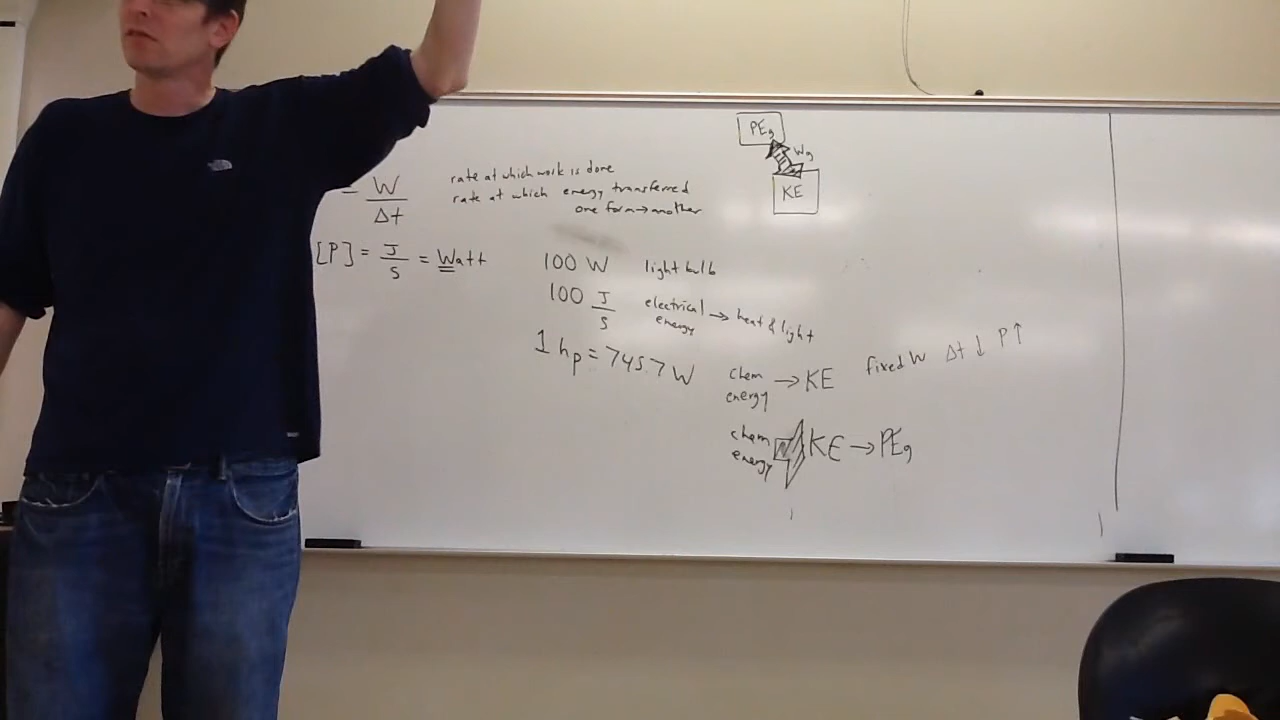 PEg
Wg
KE
= W
Δt
rate at which work is done
rate at which energy transferred
one form → another
[P] = J/s = Watt
100 W light bulb
100 J/s electrical energy → heat & light
1 hp = 745.7 W
chem energy → KE
fixed W Δt ↓ P ↑
chem energy KE → PEg